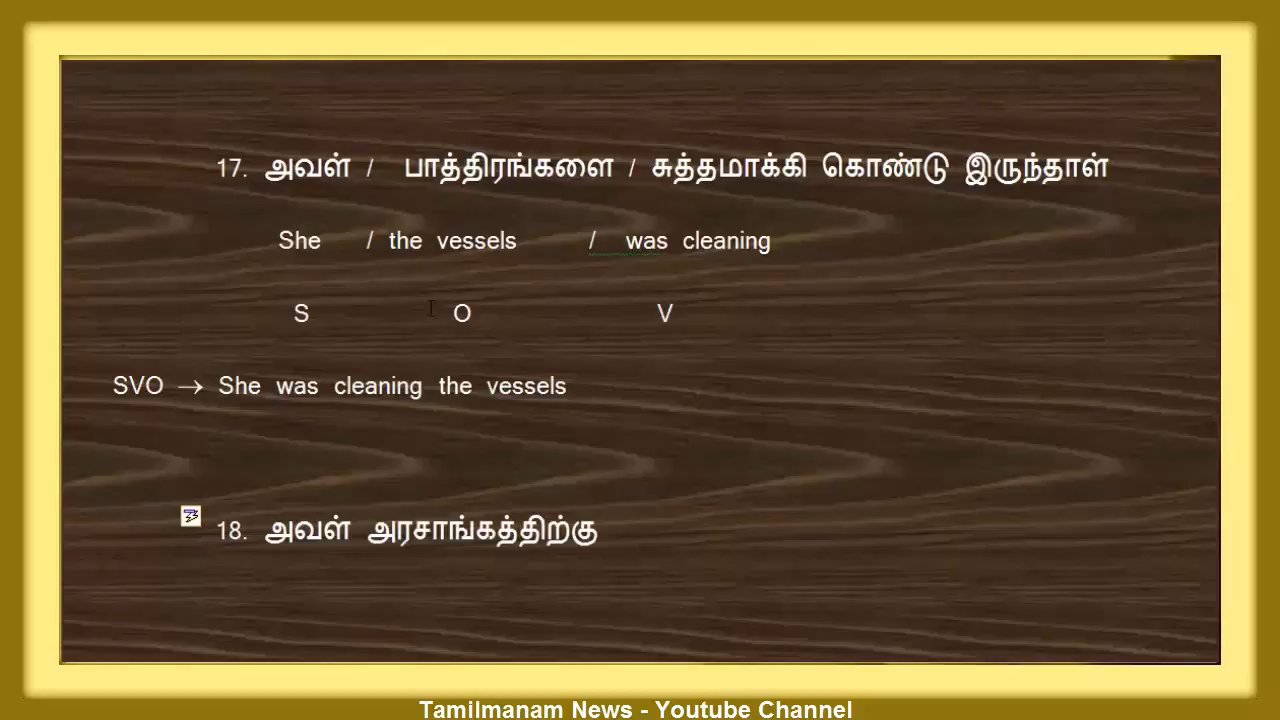 17. அவள் / பாத்திரங்களை / சுத்தமாக்கி கொண்டு இருந்தாள்
She / the vessels / was cleaning
S O V
SVO → She was cleaning the vessels
18. அவள் அரசாங்கத்திற்கு
Tamilmanam News - Youtube Channel